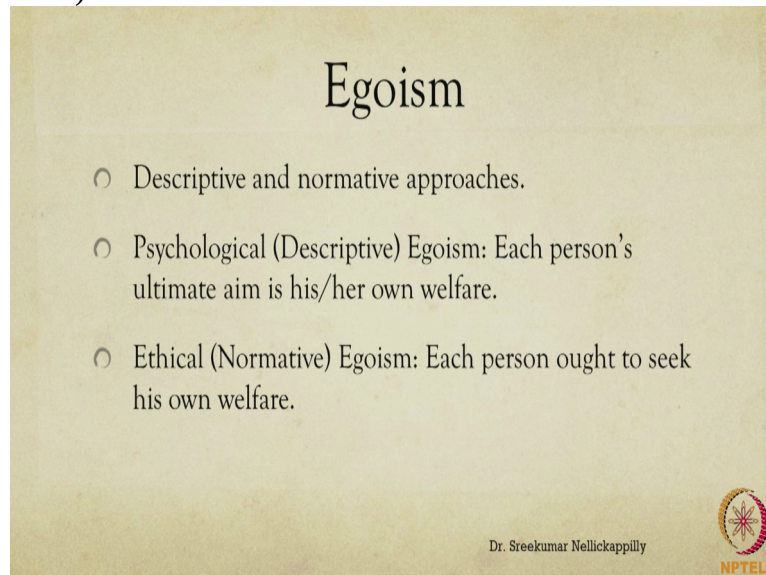 Egoism
Descriptive and normative approaches.
Psychological (Descriptive) Egoism: Each person's
ultimate aim is his/her own welfare.
Ethical (Normative) Egoism: Each person ought to seek
his own welfare.
Dr. Sreekumar Nellickappilly
NPTEL